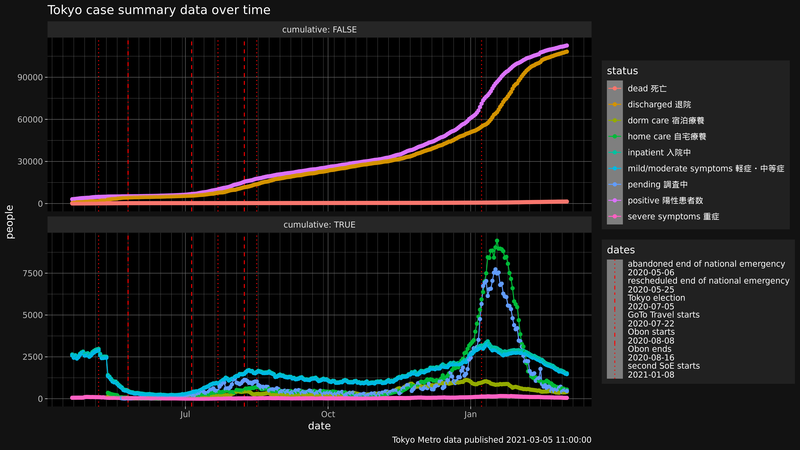 Tokyo case summary data over time
cumulative: FALSE
90000
60000
30000
0
people
cumulative: TRUE
7500
5000
2500
0
Jul
Oct
Jan
date
status
dead 死亡
discharged 退院
dorm care 宿泊療養
home care 自宅療養
inpatient 入院中
mild/moderate symptoms 軽症・中等症
pending 調査中
positive 陽性患者数
severe symptoms 重症
dates
abandoned end of national emergency
2020-05-06
rescheduled end of national emergency
2020-05-25
Tokyo election
2020-07-05
GoTo Travel starts
2020-07-22
Obon starts
2020-08-08
Obon ends
2020-08-16
second SoE starts
2021-01-08
Tokyo Metro data published 2021-03-05 11:00:00